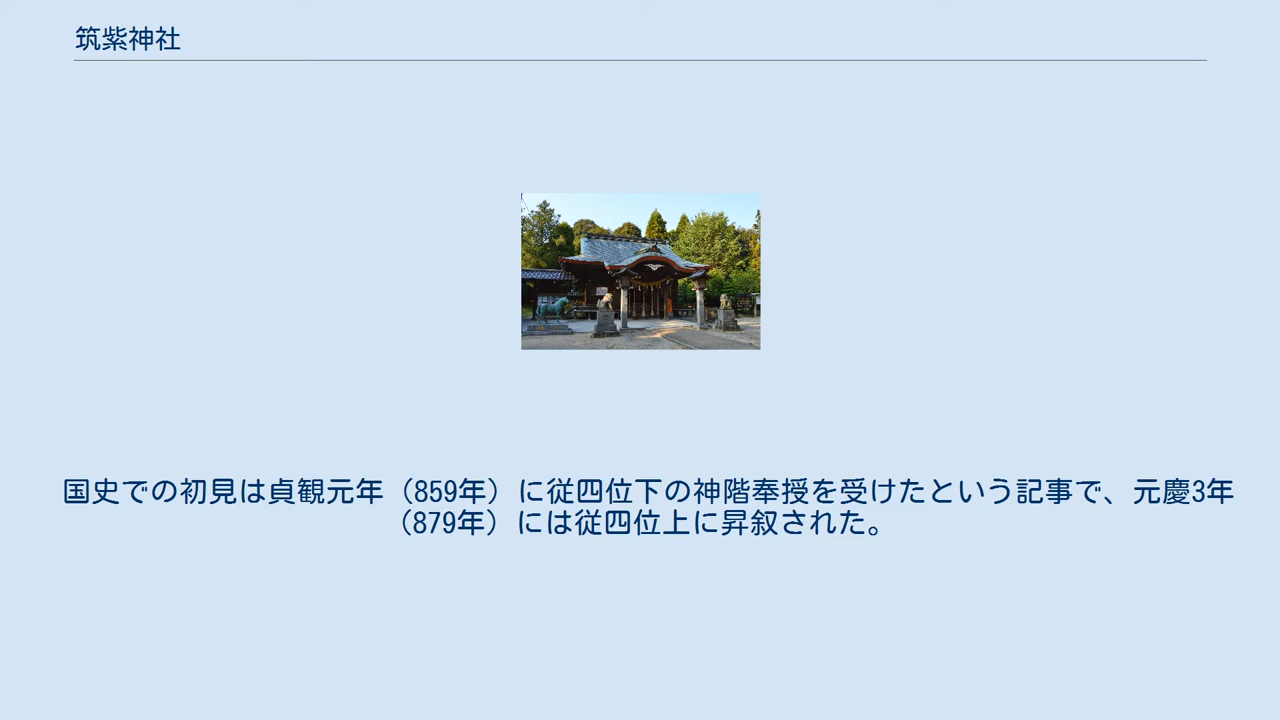 筑紫神社
国史での初見は貞観元年（859年）に従四位下の神階奉授を受けたという記事で、元慶3年
（879年）には従四位上に昇叙された。